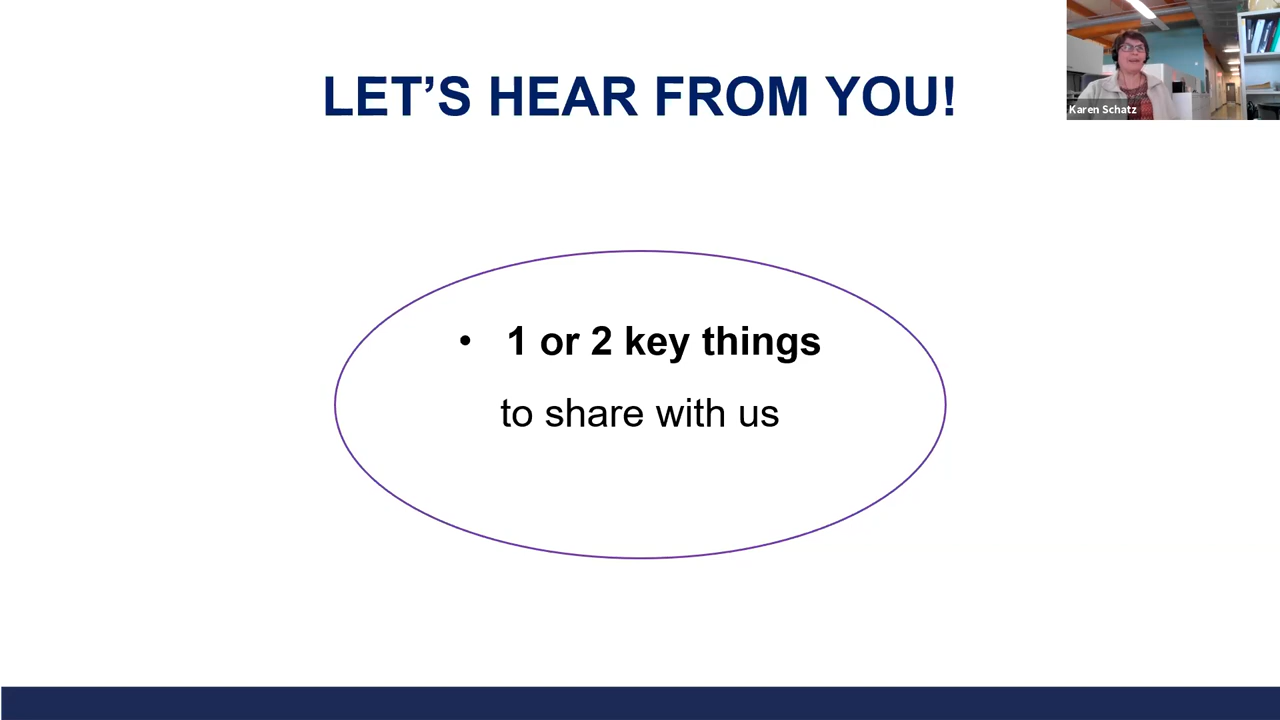 LET’S HEAR FROM YOU!
Karen Schatz
• 1 or 2 key things
to share with us